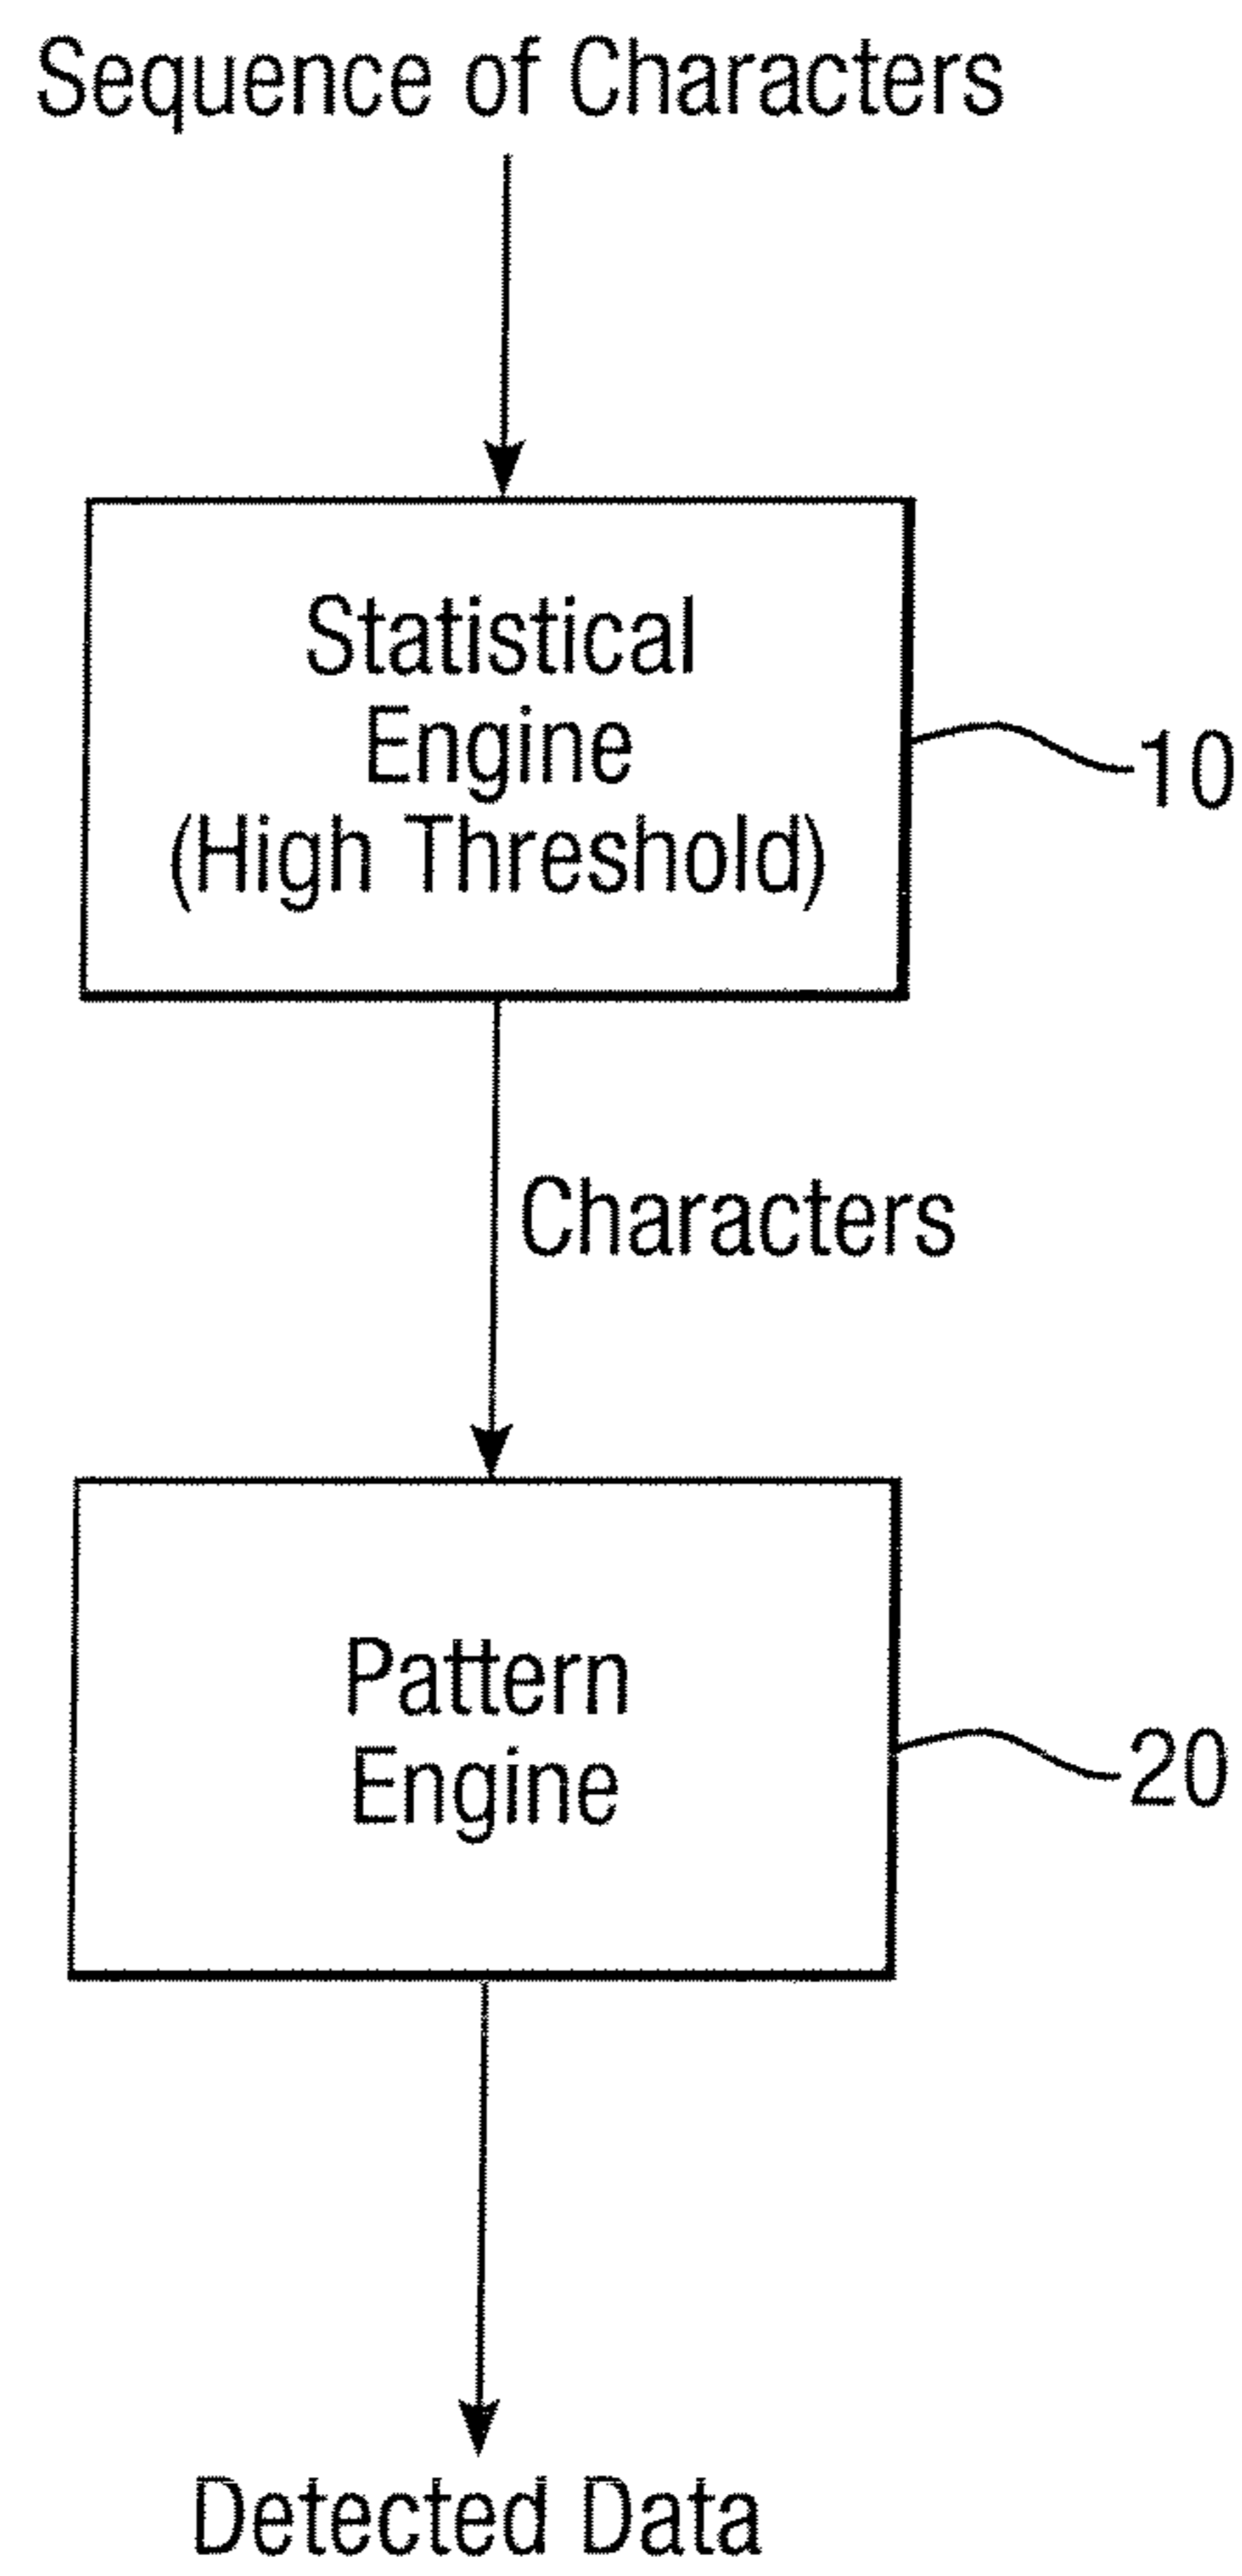 Sequence of Characters
Statistical
Engine
(High Threshold)
10
Characters
Pattern
Engine
20
Detected Data